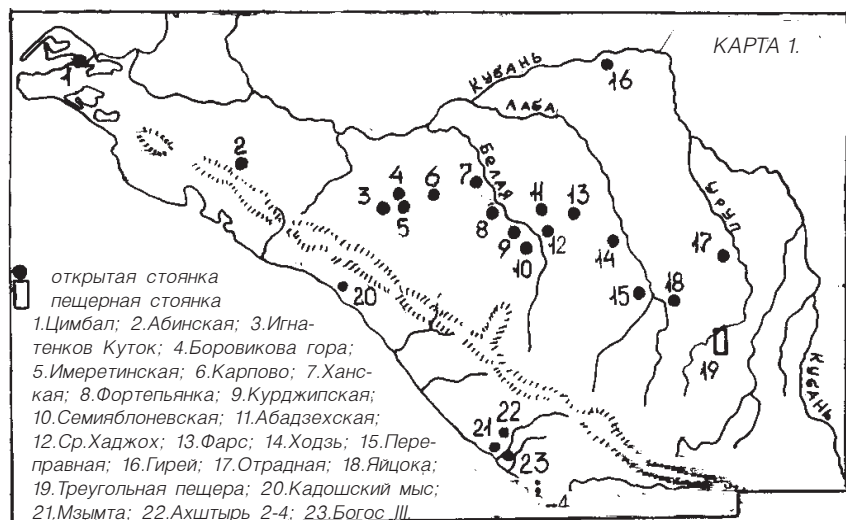 КАРТА 1.
КУБАНЬ
ЛАБА
Белая
УРУП
КУБАНЬ
1
2
3
4
5
6
7
8
9
10
11
12
13
14
15
16
17
18
19
20
21
22
23
открытая стоянка
пещерная стоянка
1.Цимбал; 2.Абинская; 3.Игна-
тенков Куток; 4.Боровикова гора;
5.Имеретинская; 6.Карпово; 7.Ханс-
кая; 8.Фортепьянка; 9.Курджипская;
10.Семияблоневская; 11.Абадзехская;
12.Ср.Хаджох; 13.Фарс; 14.Ходзь; 15.Пере-
правная; 16.Гирей; 17.Отрадная; 18.Яйцока;
19.Треугольная пещера; 20.Кадошский мыс;
21.Мзымта; 22.Ахштырь 2-4; 23.Богос III.